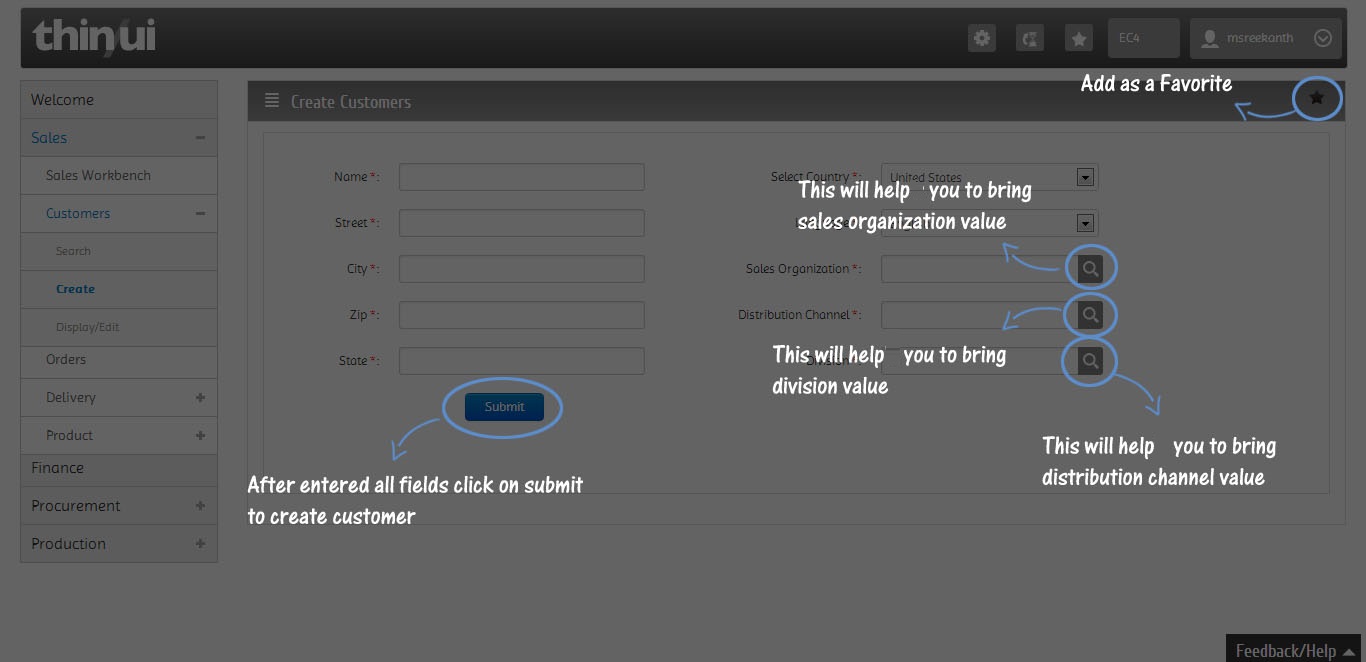 thin/ui
EC4
msreekanth
Add as a Favorite
Welcome
Sales
Sales Workbench
Customers
Search
Create
Display/Edit
Orders
Delivery
Product
Finance
Procurement
Production
Create Customers
Name *:
Street *:
City *:
Zip *:
State *:
Submit
After entered all fields click on submit
to create customer
Select Country *:
United States
This will help you to bring
sales organization value
Sales Organization *:
Distribution Channel *:
This will help you to bring
division value
Division
This will help you to bring
distribution channel value
Feedback/Help